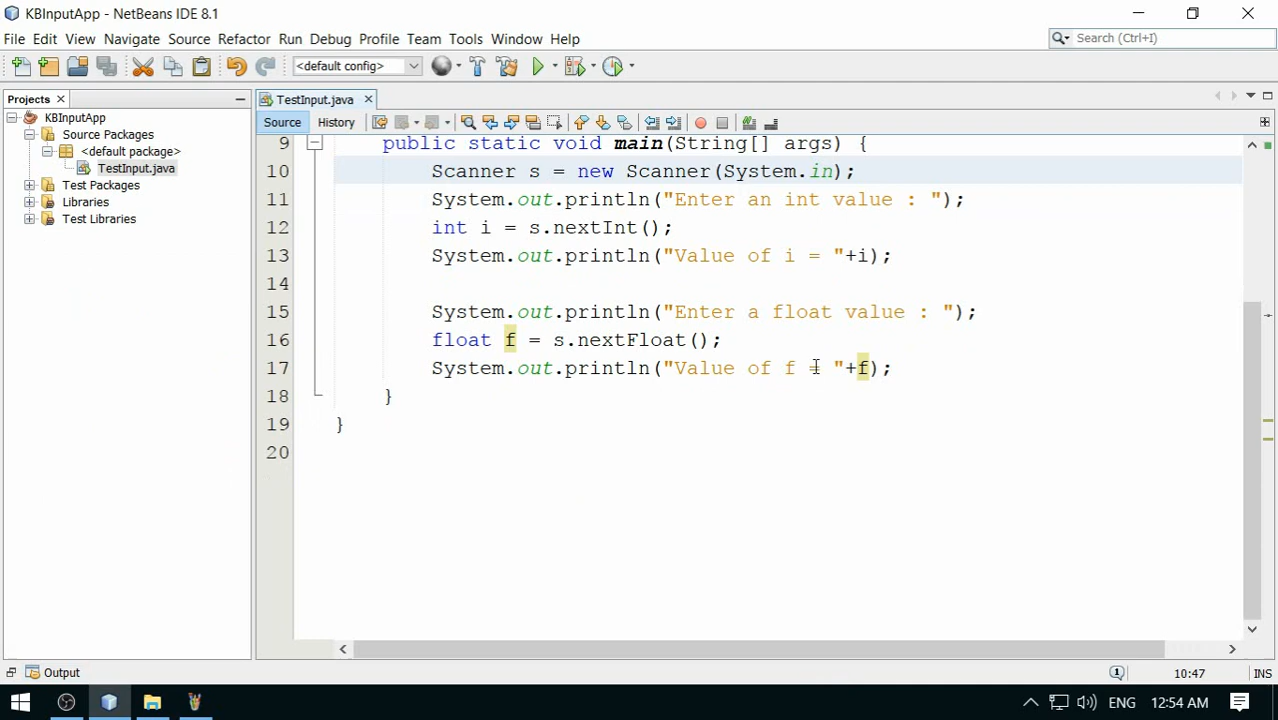 KBInputApp - NetBeans IDE 8.1
File Edit View Navigate Source Refactor Run Debug Profile Team Tools Window Help
Search (Ctrl+I)
<default config>
Projects
TestInput.java
KBInputApp
Source Packages
<default package>
TestInput.java
Test Packages
Libraries
Test Libraries
Source History
9 public static void main(String[] args) {
10 Scanner s = new Scanner(System.in);
11 System.out.println("Enter an int value : ");
12 int i = s.nextInt();
13 System.out.println("Value of i = "+i);
14
15 System.out.println("Enter a float value : ");
16 float f = s.nextFloat();
17 System.out.println("Value of f = "+f);
18 }
19 }
20
Output
1
10:47
INS
ENG
12:54 AM